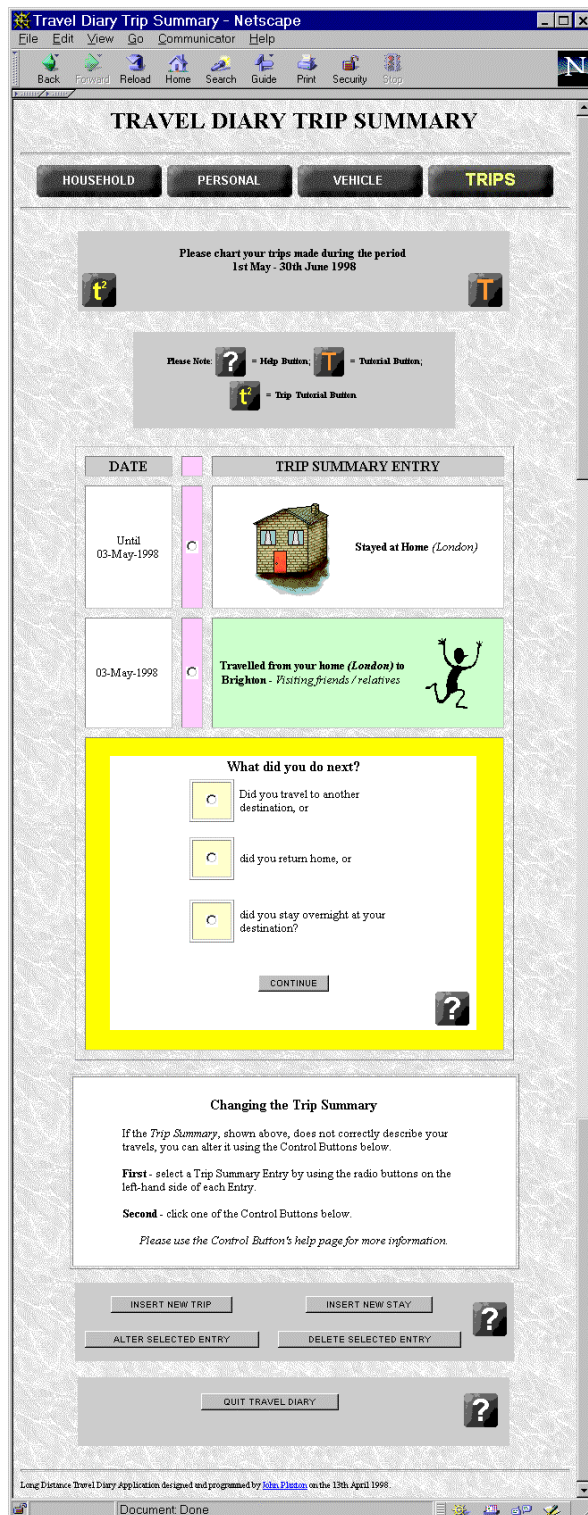 Travel Diary Trip Summary - Netscape
File Edit View Go Communicator Help
Back Forward Reload Home Search Guide Print Security Stop
N
TRAVEL DIARY TRIP SUMMARY
HOUSEHOLD PERSONAL VEHICLE TRIPS
Please chart your trips made during the period
1st May - 30th June 1998
t² T
Please Note: ? = Help Button; T = Tutorial Button;
t² = Trip Tutorial Button
DATE TRIP SUMMARY ENTRY
Until
03-May-1998
Stayed at Home (London)
03-May-1998
Travelled from your home (London) to
Brighton - Visiting friends / relatives
What did you do next?
Did you travel to another
destination, or
did you return home, or
did you stay overnight at your
destination?
CONTINUE
?
Changing the Trip Summary
If the Trip Summary, shown above, does not correctly describe your
travels, you can alter it using the Control Buttons below.
First - select a Trip Summary Entry by using the radio buttons on the
left-hand side of each Entry.
Second - click one of the Control Buttons below.
Please use the Control Button's help page for more information.
INSERT NEW TRIP INSERT NEW STAY
?
ALTER SELECTED ENTRY DELETE SELECTED ENTRY
QUIT TRAVEL DIARY
?
Long Distance Travel Diary Application designed and programmed by John Pluxton on the 13th April 1998.
Document: Done